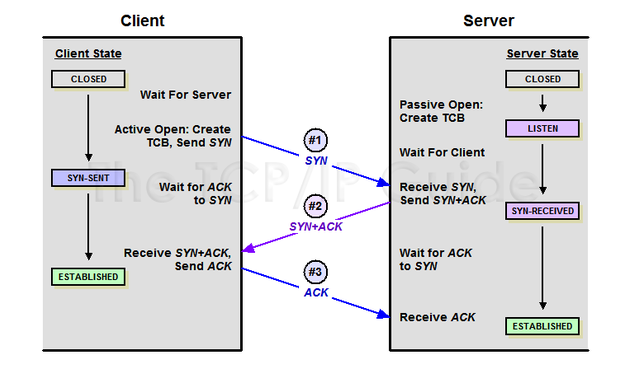 Client
Server
Client State
Server State
CLOSED
CLOSED
Wait For Server
Passive Open:
Create TCB
Active Open: Create
TCB, Send SYN
#1
SYN
LISTEN
Wait For Client
The TCP/IP Guide
SYN-SENT
Wait for ACK
to SYN
Receive SYN,
Send SYN+ACK
#2
SYN+ACK
SYN-RECEIVED
Receive SYN+ACK,
Send ACK
Wait for ACK
to SYN
ESTABLISHED
#3
ACK
Receive ACK
ESTABLISHED